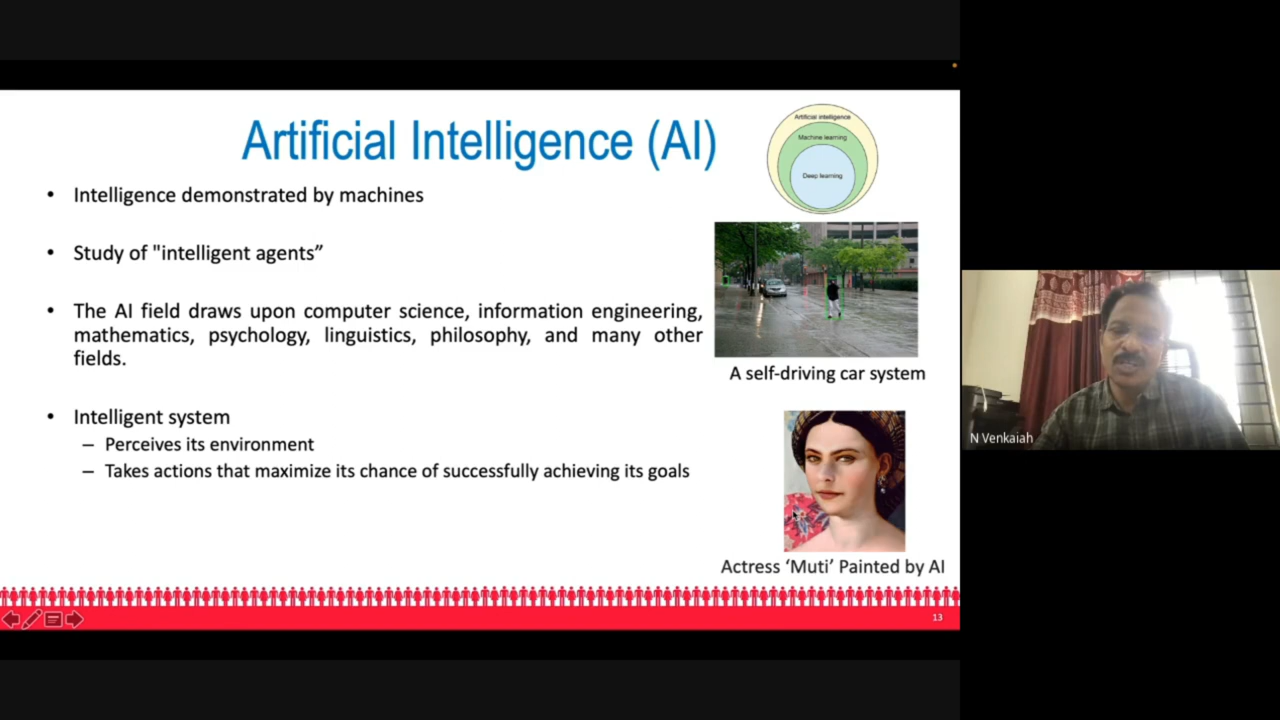 Artificial Intelligence (AI)
Artificial intelligence
Machine learning
Deep learning
• Intelligence demonstrated by machines
• Study of "intelligent agents”
• The AI field draws upon computer science, information engineering,
mathematics, psychology, linguistics, philosophy, and many other
fields.
• Intelligent system
– Perceives its environment
– Takes actions that maximize its chance of successfully achieving its goals
A self-driving car system
Actress ‘Muti’ Painted by AI
13
N Venkaiah